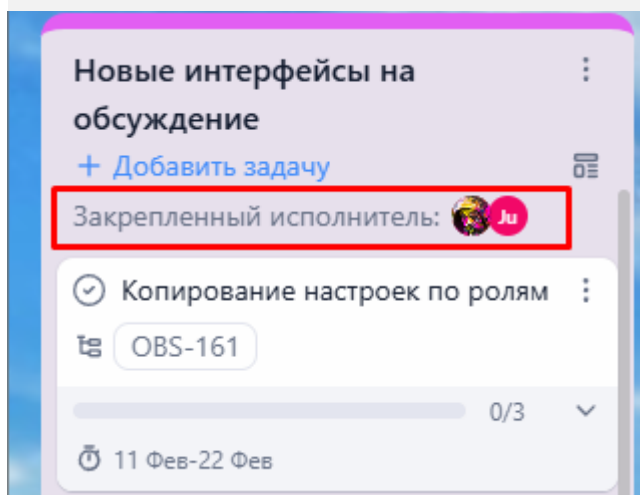 Новые интерфейсы на
обсуждение
+ Добавить задачу
Закрепленный исполнитель: Ju
Копирование настроек по ролям
OBS-161
0/3
11 Фев-22 Фев